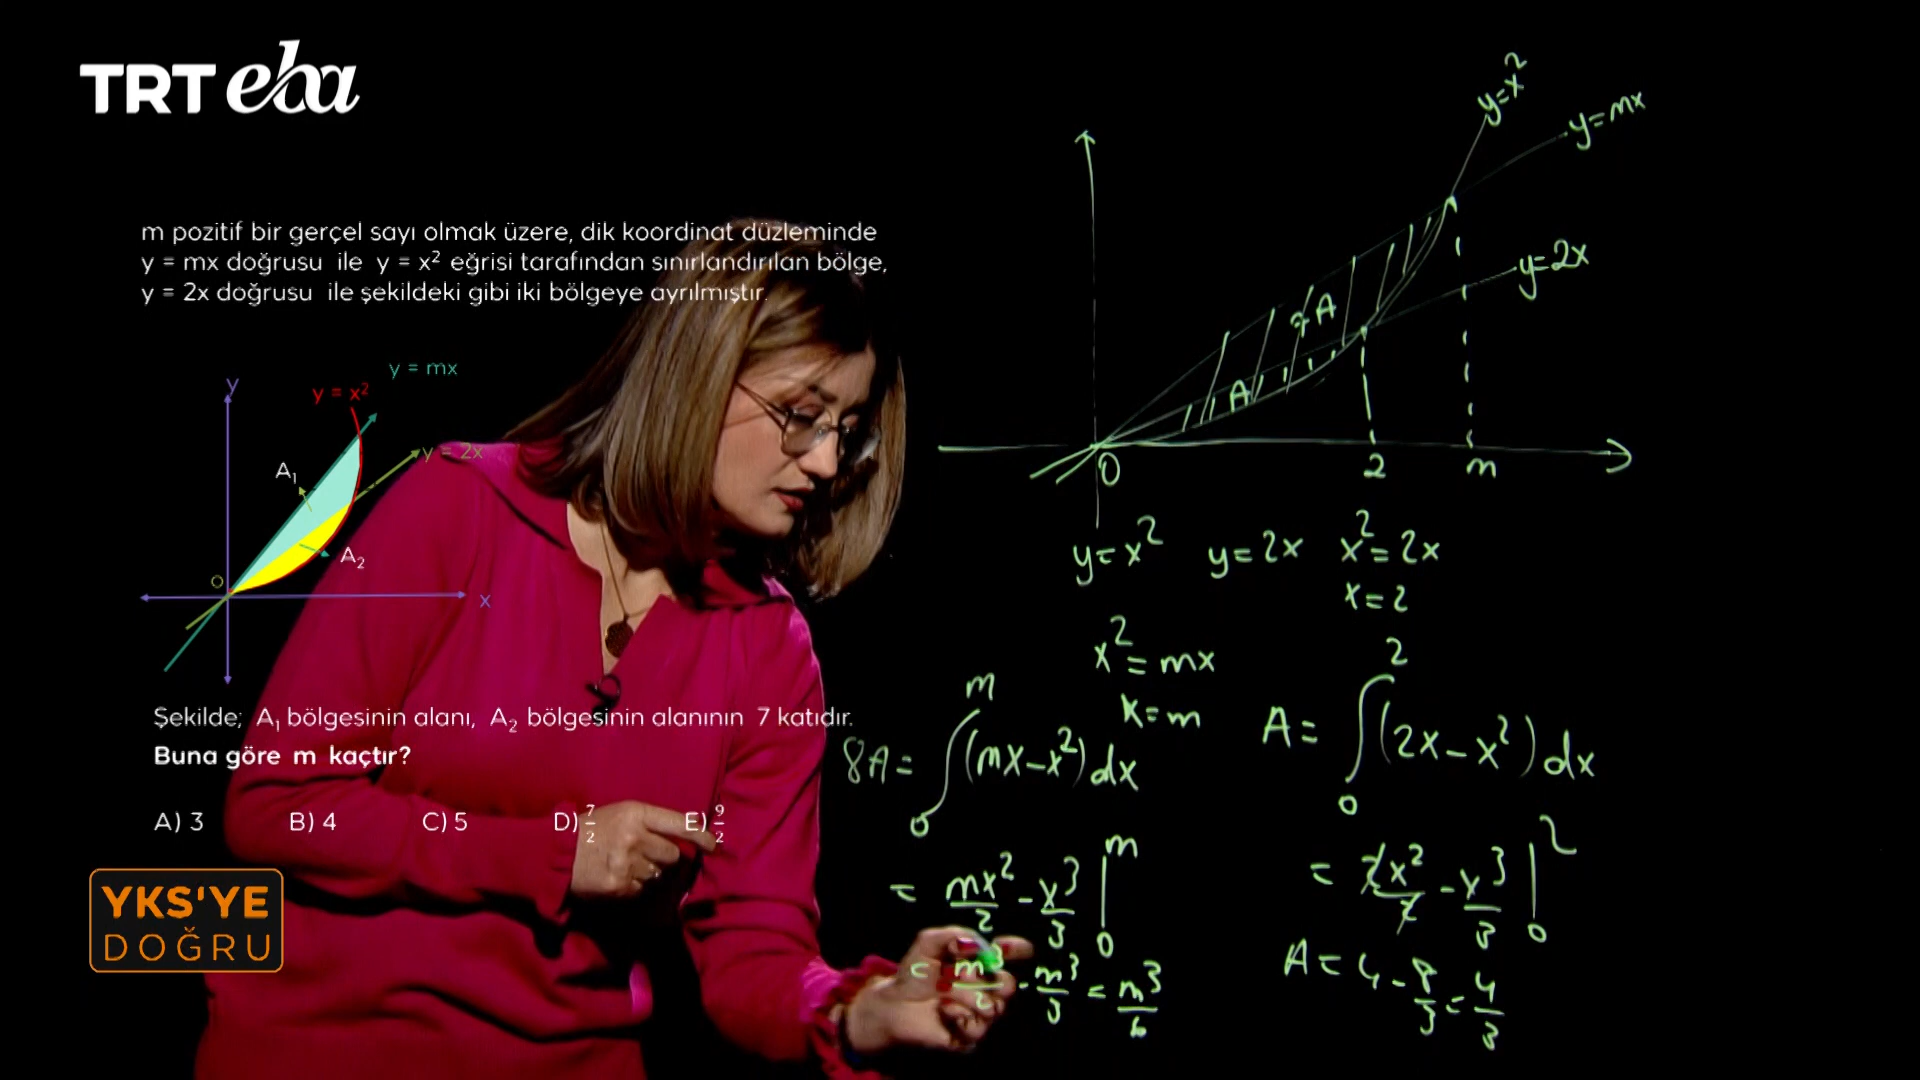 TRT eba
m pozitif bir gerçel sayı olmak üzere, dik koordinat düzleminde
y = mx doğrusu ile y = x² eğrisi tarafından sınırlandırılan bölge,
y = 2x doğrusu ile şekildeki gibi iki bölgeye ayrılmıştır.
y
y = x²
y = mx
y = 2x
A₁
A₂
O
x
Şekilde; A₁ bölgesinin alanı, A₂ bölgesinin alanının 7 katıdır.
Buna göre m kaçtır?
A) 3 B) 4 C) 5 D) 7/2 E) 9/2
YKS'YE
DOĞRU
y=x²
y=mx
y=2x
7A
A
0 2 m
y=x² y=2x x²=2x
x=2
x²=mx
x=m
8A = ∫₀ᵐ (mx-x²) dx
= mx²/2 - x³/3 |₀ᵐ
= m³/2 - m³/3 = m³/6
A = ∫₀² (2x-x²) dx
= 2x²/2 - x³/3 |₀²
A = 4 - 8/3 = 4/3